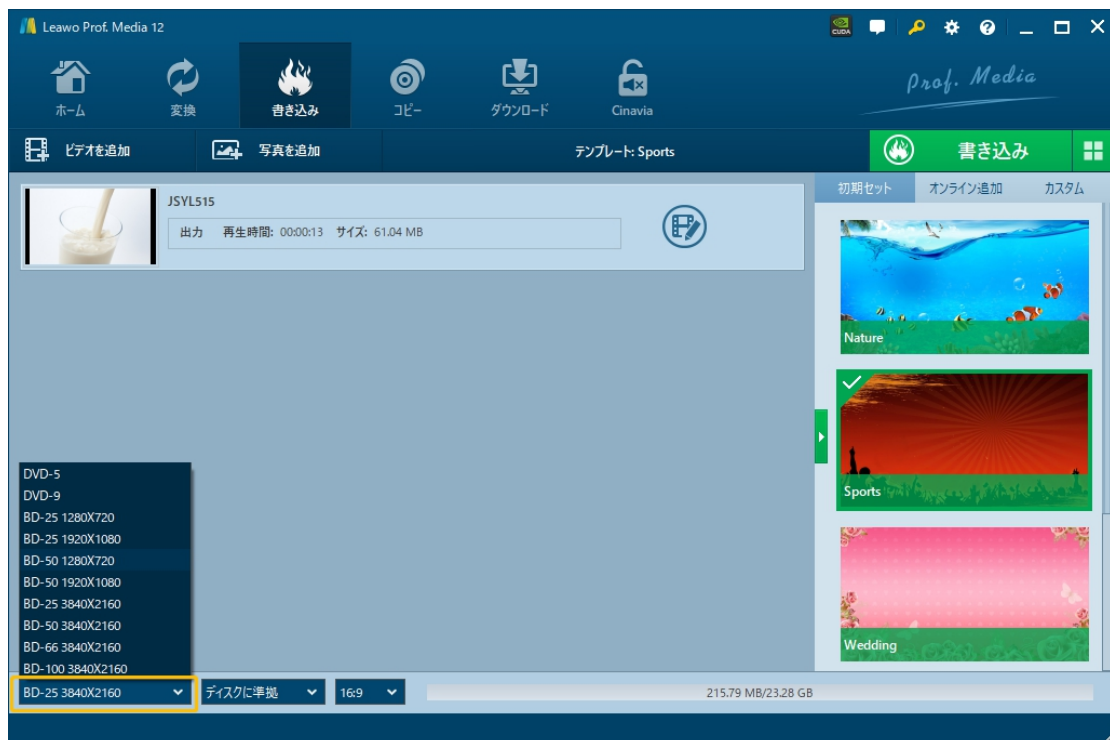 Leawo Prof. Media 12
CUDA
ホーム
変換
書き込み
コピー
ダウンロード
Cinavia
Prof. Media
ビデオを追加
写真を追加
テンプレート: Sports
書き込み
初期セット
オンライン追加
カスタム
JSYL515
出力 再生時間: 00:00:13 サイズ: 61.04 MB
Nature
Sports
Wedding
DVD-5
DVD-9
BD-25 1280X720
BD-25 1920X1080
BD-50 1280X720
BD-50 1920X1080
BD-25 3840X2160
BD-50 3840X2160
BD-66 3840X2160
BD-100 3840X2160
BD-25 3840X2160
ディスクに準拠
16:9
215.79 MB/23.28 GB